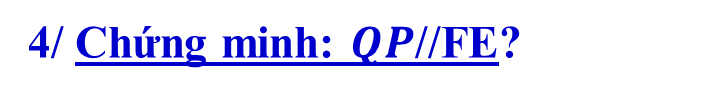 4/ Chứng minh: QP//FE?